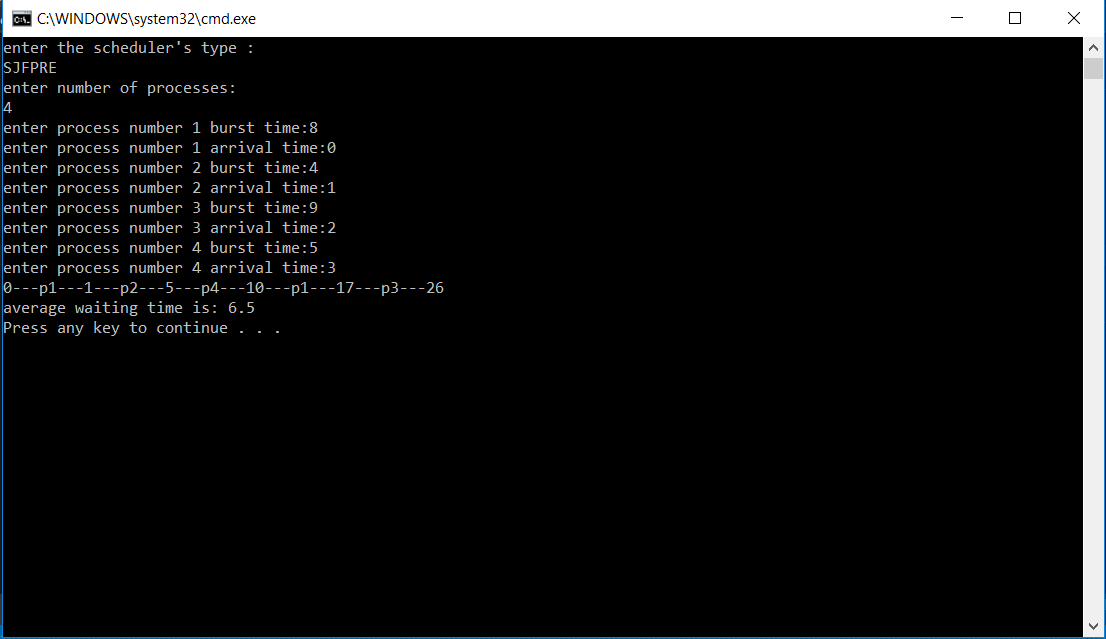 C:\WINDOWS\system32\cmd.exe
enter the scheduler's type :
SJFPRE
enter number of processes:
4
enter process number 1 burst time:8
enter process number 1 arrival time:0
enter process number 2 burst time:4
enter process number 2 arrival time:1
enter process number 3 burst time:9
enter process number 3 arrival time:2
enter process number 4 burst time:5
enter process number 4 arrival time:3
0---p1---1---p2---5---p4---10---p1---17---p3---26
average waiting time is: 6.5
Press any key to continue . . .